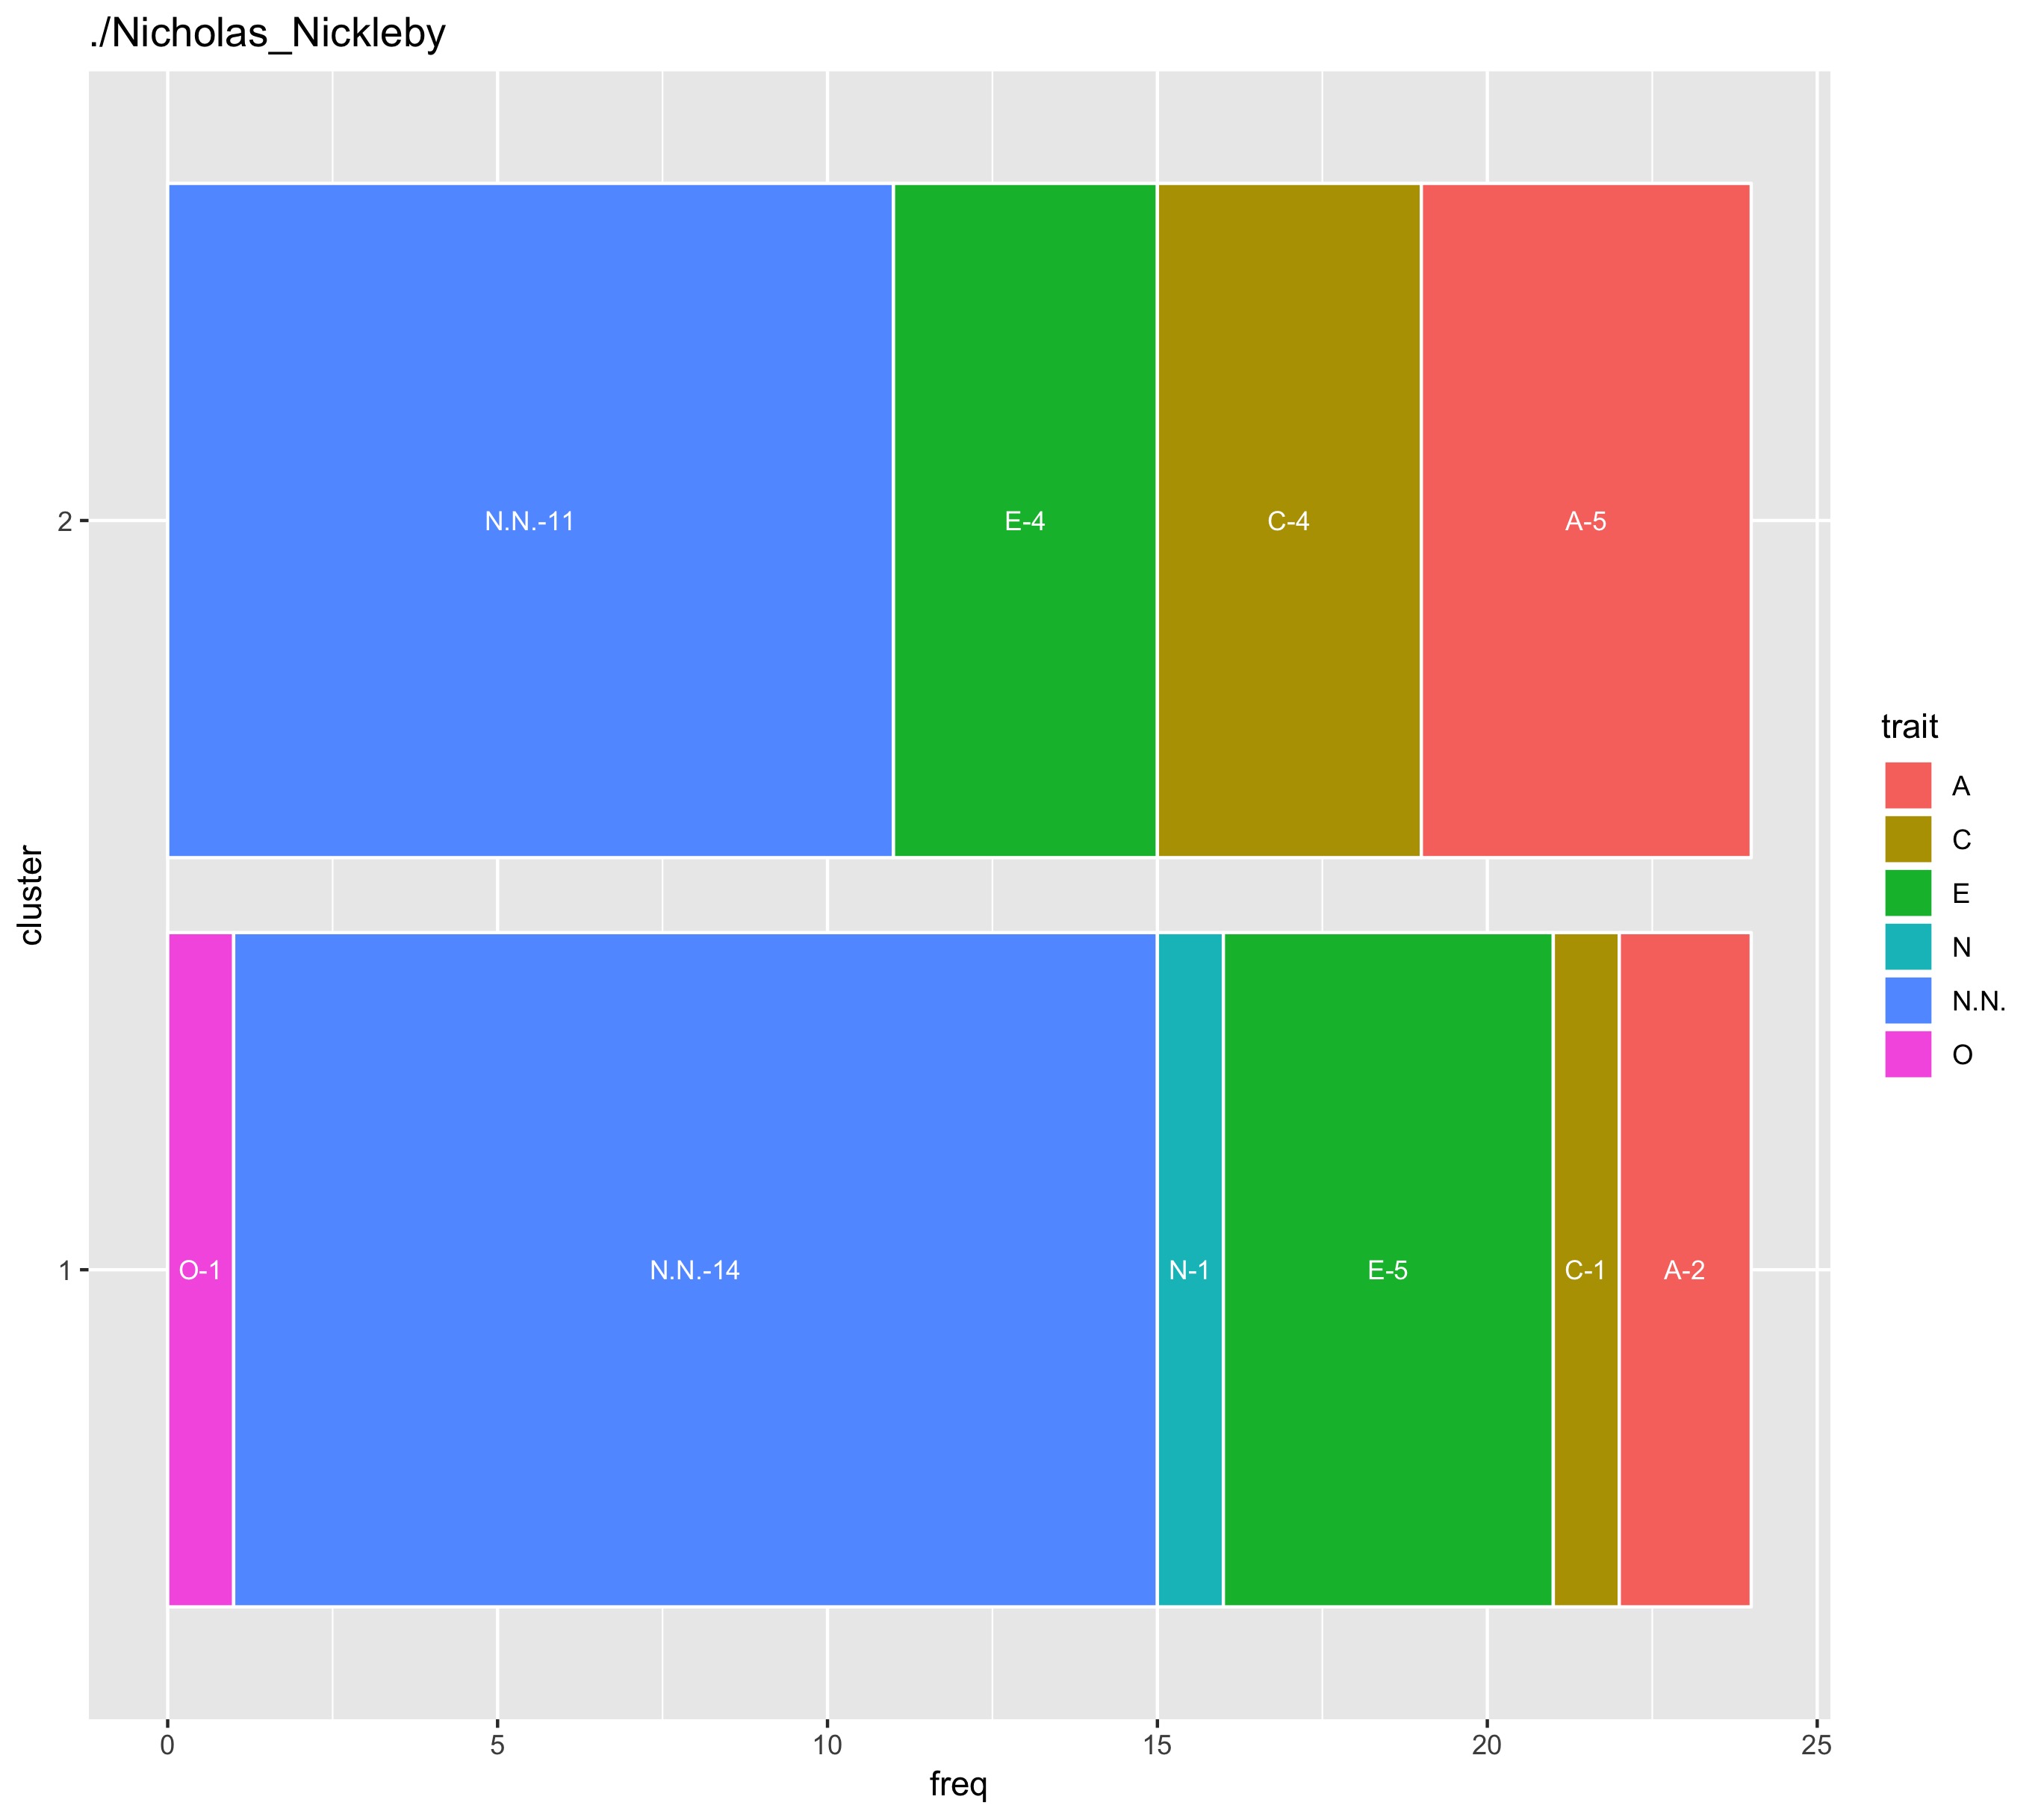 ./Nicholas_Nickleby
cluster
2
N.N.-11 E-4 C-4 A-5
1
O-1 N.N.-14 N-1 E-5 C-1 A-2
0 5 10 15 20 25
freq
trait
A
C
E
N
N.N.
O